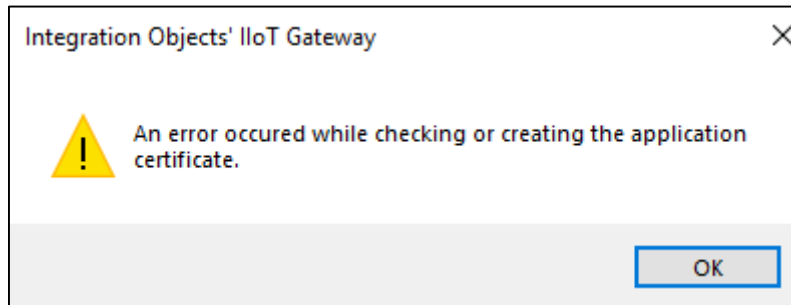 Integration Objects' IIoT Gateway
An error occured while checking or creating the application
certificate.
OK